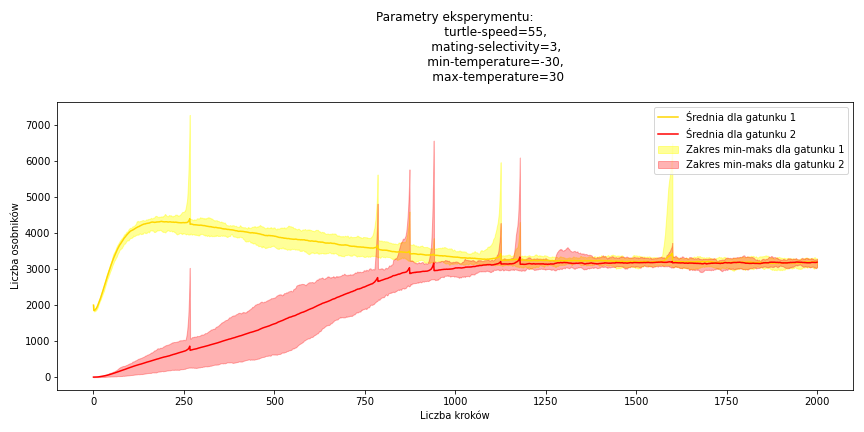 Parametry eksperymentu:
turtle-speed=55,
mating-selectivity=3,
min-temperature=-30,
max-temperature=30
Średnia dla gatunku 1
Średnia dla gatunku 2
Zakres min-maks dla gatunku 1
Zakres min-maks dla gatunku 2
Liczba osobników
7000
6000
5000
4000
3000
2000
1000
0
0 250 500 750 1000 1250 1500 1750 2000
Liczba kroków